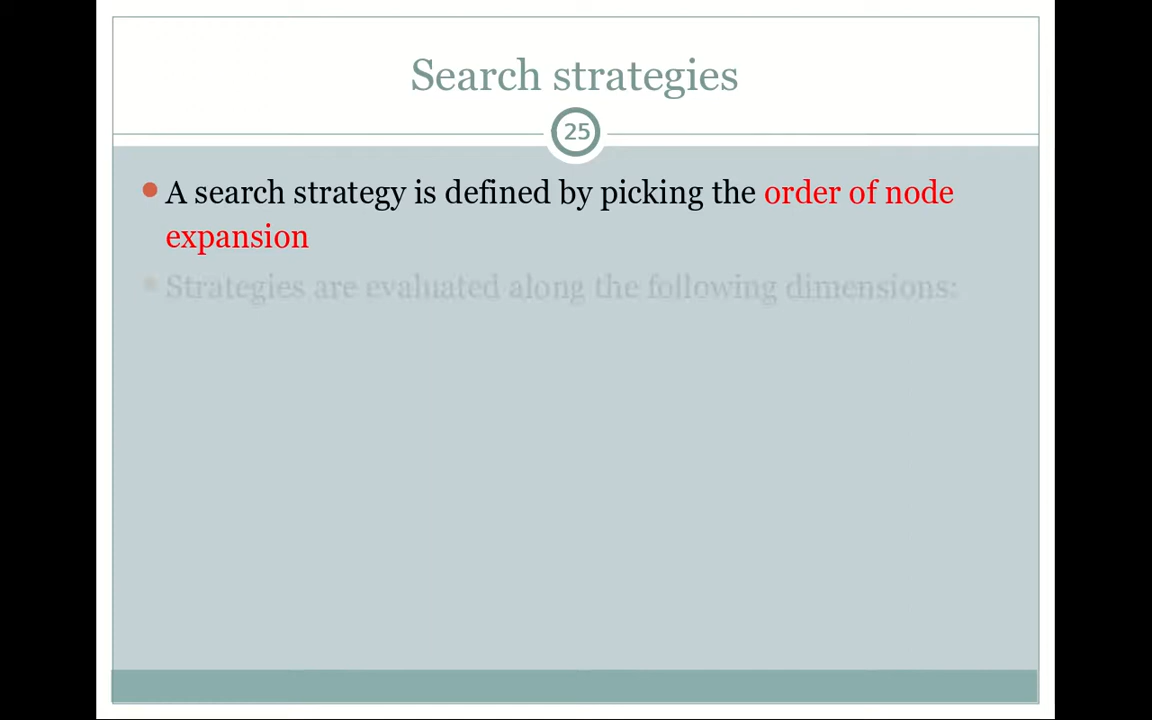 Search strategies
25
A search strategy is defined by picking the order of node
expansion
Strategies are evaluated along the following dimensions: